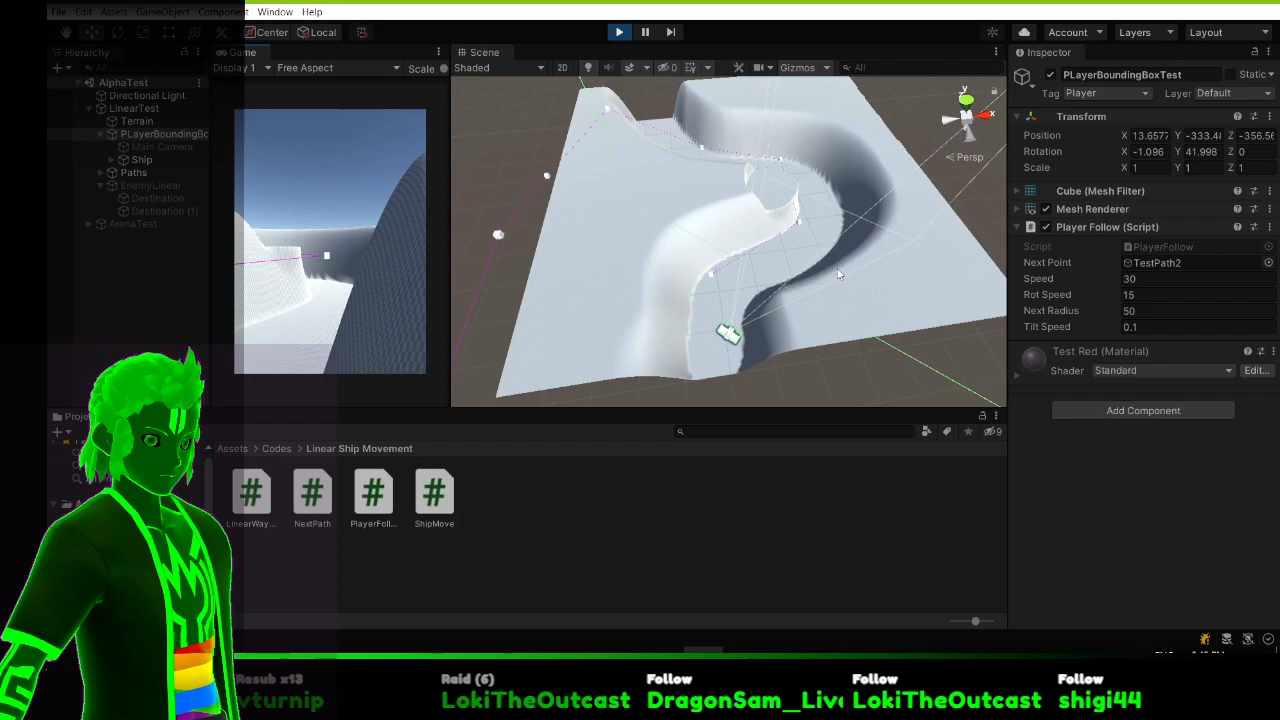 File Edit Assets GameObject Component Window Help
Center Local
Account Layers Layout
Hierarchy
All
AlphaTest
Directional Light
LinearTest
Terrain
PLayerBoundingBo
Main Camera
Ship
Paths
EnemyLinear
Destination
Destination (1)
ArenaTest
Game
Display 1 Free Aspect Scale
Scene
Shaded 2D Gizmos All
y
x
Persp
Inspector
PLayerBoundingBoxTest Static
Tag Player Layer Default
Transform
Position X 13.6577 Y -333.4 Z -356.5
Rotation X -1.096 Y 41.998 Z 0
Scale X 1 Y 1 Z 1
Cube (Mesh Filter)
Mesh Renderer
Player Follow (Script)
Script PlayerFollow
Next Point TestPath2
Speed 30
Rot Speed 15
Next Radius 50
Tilt Speed 0.1
Test Red (Material)
Shader Standard Edit...
Add Component
Proje
9
Assets > Codes > Linear Ship Movement
LinearWay... NextPath PlayerFoll... ShipMove
Resub x13
vturnip
Raid (6)
LokiTheOutcast
Follow
DragonSam__Live
Follow
LokiTheOutcast
Follow
shigi44